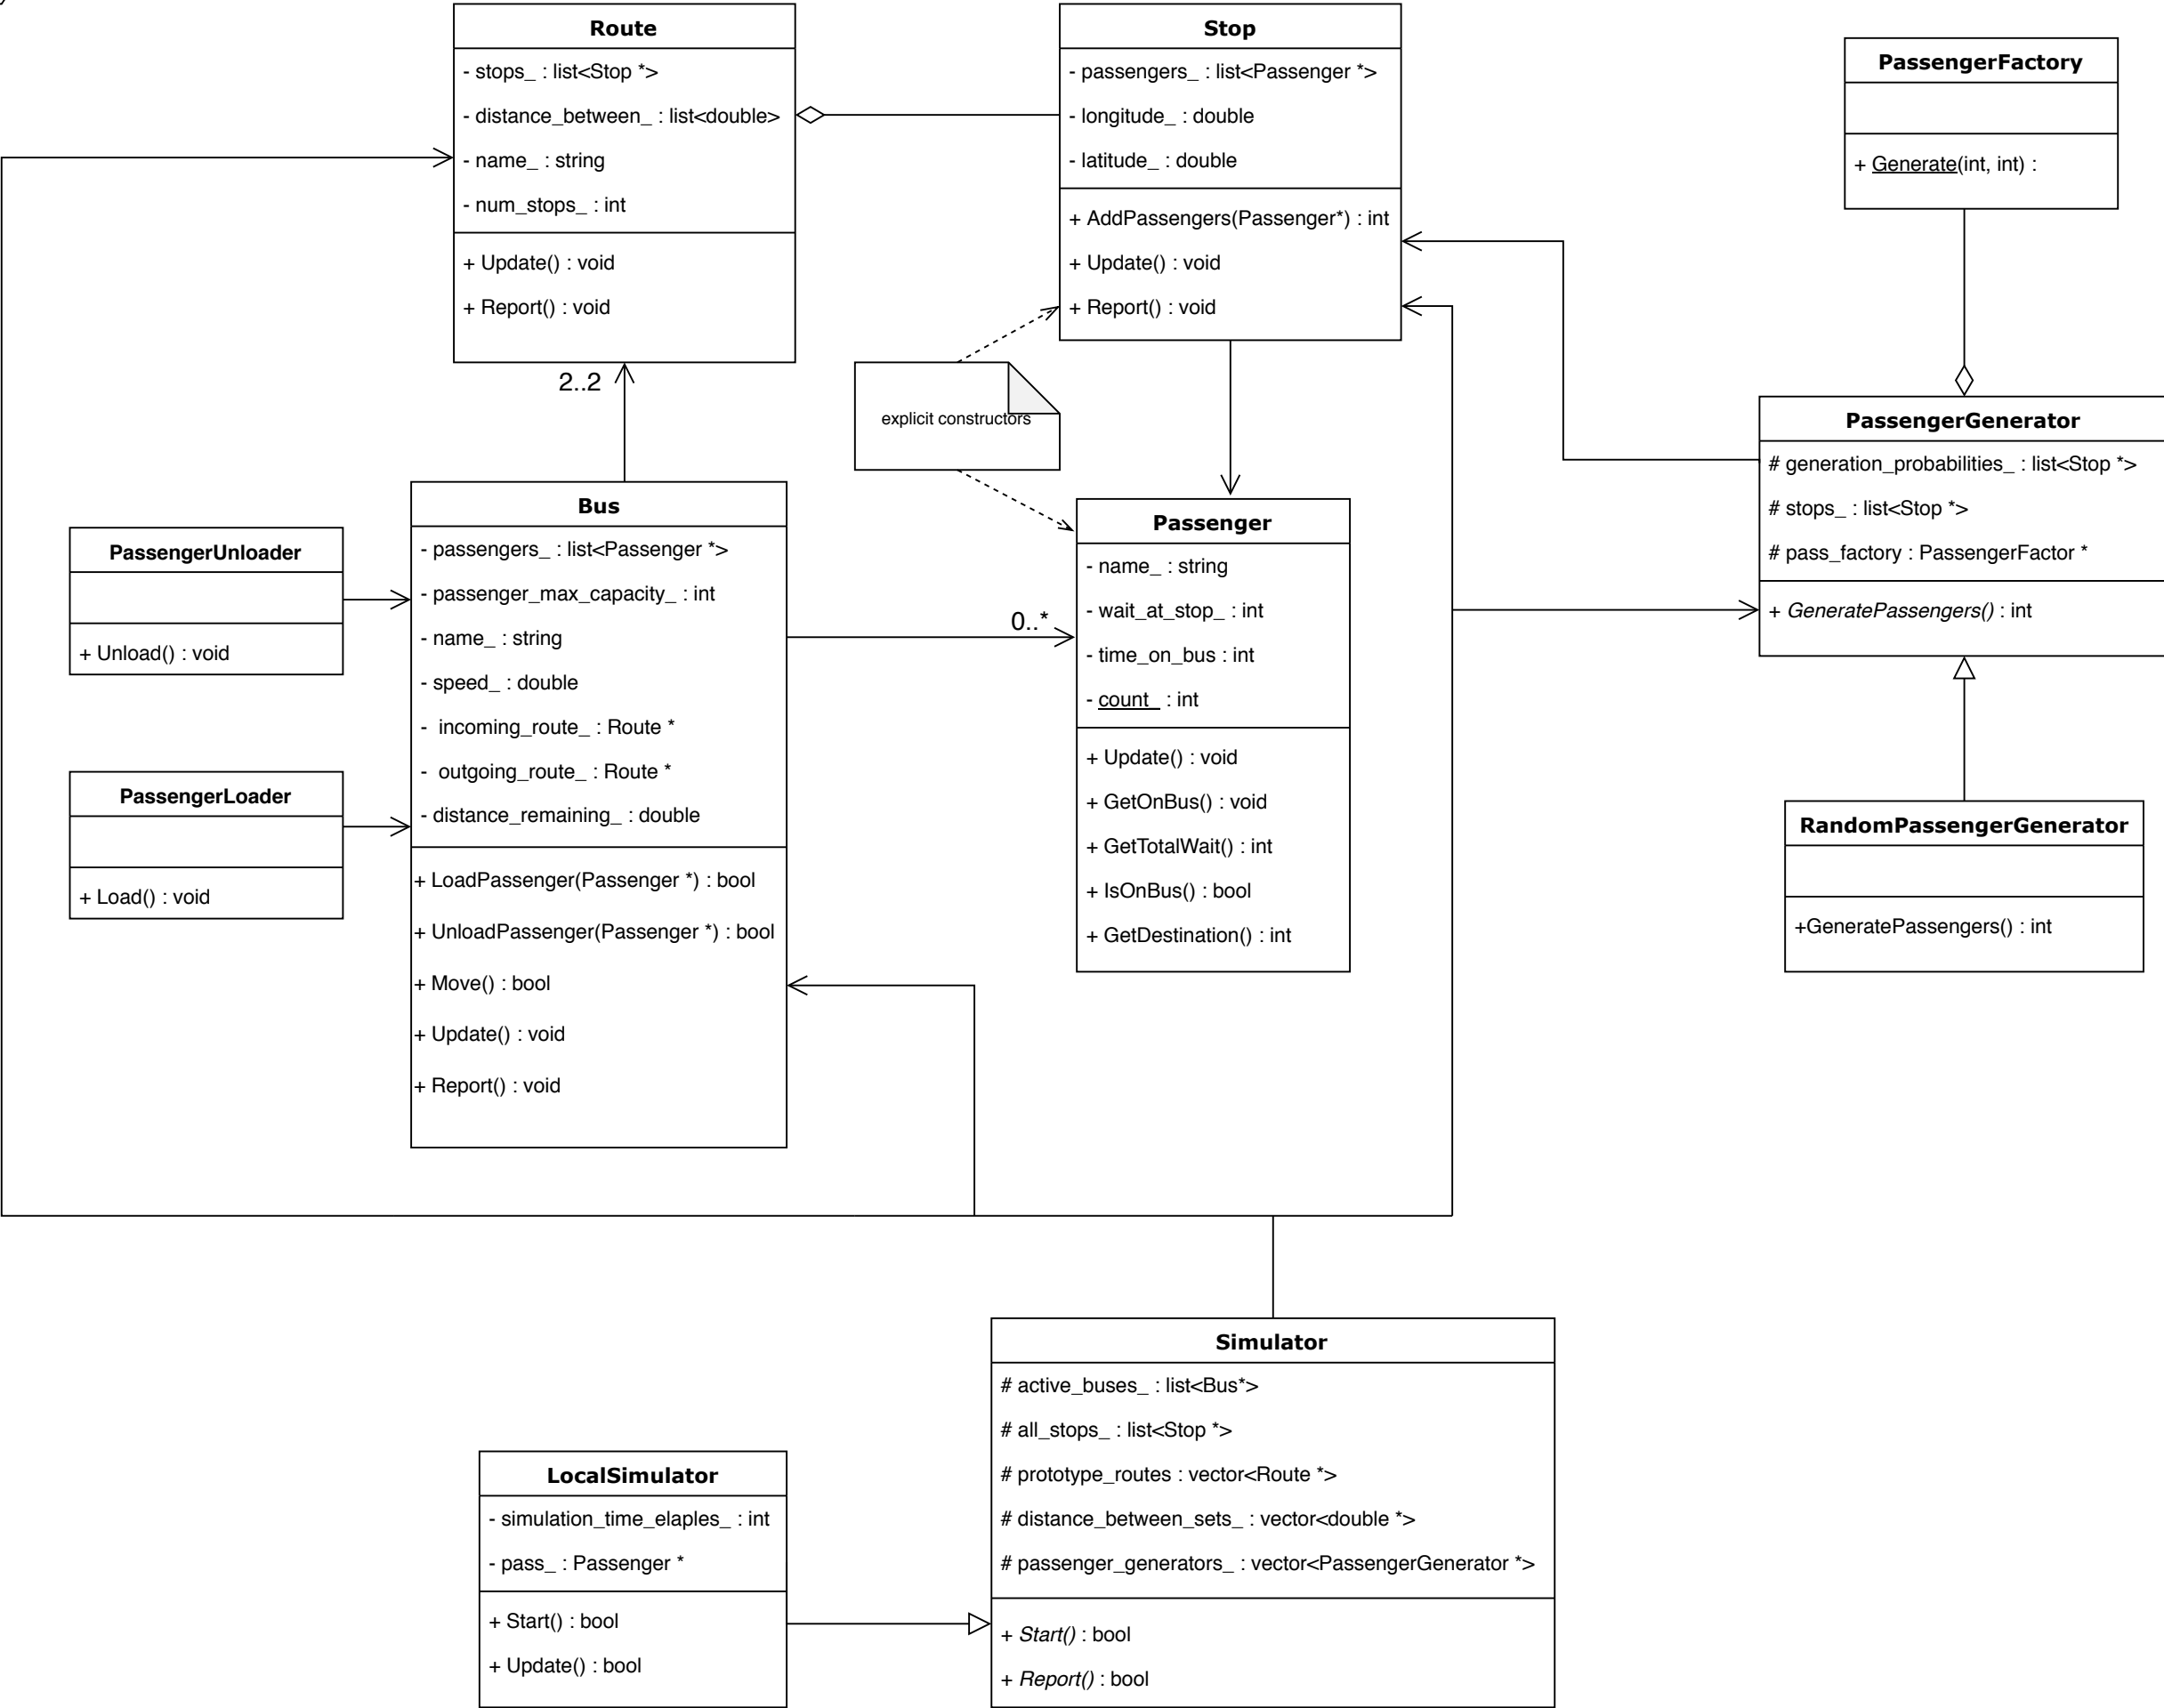 Route
- stops_ : list<Stop *>
- distance_between_ : list<double>
- name_ : string
- num_stops_ : int
+ Update() : void
+ Report() : void
Stop
- passengers_ : list<Passenger *>
- longitude_ : double
- latitude_ : double
+ AddPassengers(Passenger*) : int
+ Update() : void
+ Report() : void
PassengerFactory
+ Generate(int, int) :
2..2
explicit constructors
PassengerGenerator
# generation_probabilities_ : list<Stop *>
# stops_ : list<Stop *>
# pass_factory : PassengerFactor *
+ GeneratePassengers() : int
PassengerUnloader
+ Unload() : void
PassengerLoader
+ Load() : void
Bus
- passengers_ : list<Passenger *>
- passenger_max_capacity_ : int
- name_ : string
- speed_ : double
- incoming_route_ : Route *
- outgoing_route_ : Route *
- distance_remaining_ : double
+ LoadPassenger(Passenger *) : bool
+ UnloadPassenger(Passenger *) : bool
+ Move() : bool
+ Update() : void
+ Report() : void
0..*
Passenger
- name_ : string
- wait_at_stop_ : int
- time_on_bus : int
- count_ : int
+ Update() : void
+ GetOnBus() : void
+ GetTotalWait() : int
+ IsOnBus() : bool
+ GetDestination() : int
RandomPassengerGenerator
+GeneratePassengers() : int
Simulator
# active_buses_ : list<Bus*>
# all_stops_ : list<Stop *>
# prototype_routes : vector<Route *>
# distance_between_sets_ : vector<double *>
# passenger_generators_ : vector<PassengerGenerator *>
+ Start() : bool
+ Report() : bool
LocalSimulator
- simulation_time_elaples_ : int
- pass_ : Passenger *
+ Start() : bool
+ Update() : bool